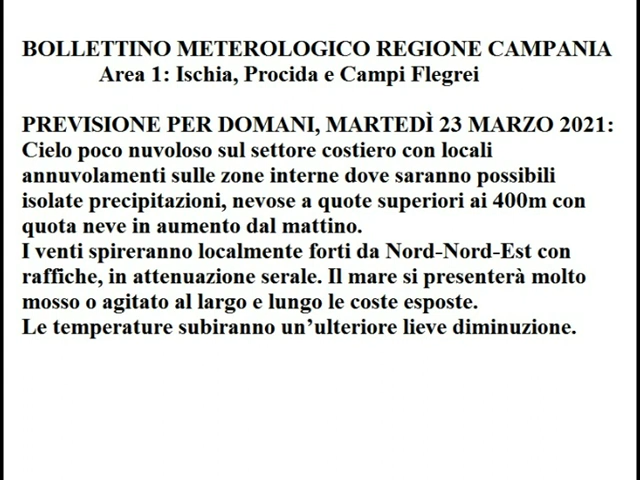 BOLLETTINO METEROLOGICO REGIONE CAMPANIA
Area 1: Ischia, Procida e Campi Flegrei
PREVISIONE PER DOMANI, MARTEDÌ 23 MARZO 2021:
Cielo poco nuvoloso sul settore costiero con locali
annuvolamenti sulle zone interne dove saranno possibili
isolate precipitazioni, nevose a quote superiori ai 400m con
quota neve in aumento dal mattino.
I venti spireranno localmente forti da Nord-Nord-Est con
raffiche, in attenuazione serale. Il mare si presenterà molto
mosso o agitato al largo e lungo le coste esposte.
Le temperature subiranno un’ulteriore lieve diminuzione.